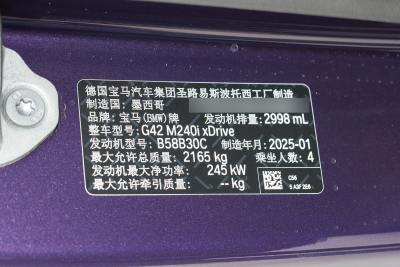 德国宝马汽车集团圣路易斯波托西工厂制造
制造国：墨西哥
品牌：宝马(BMW)牌 发动机排量：2998 mL
整车型号：G42 M240i xDrive
发动机型号：B58B30C 制造年月：2025-01
最大允许总质量：2165 kg 乘坐人数：4
发动机最大净功率：245 kW
最大允许牵引质量：-- kg
C56
5 A3F 2E6